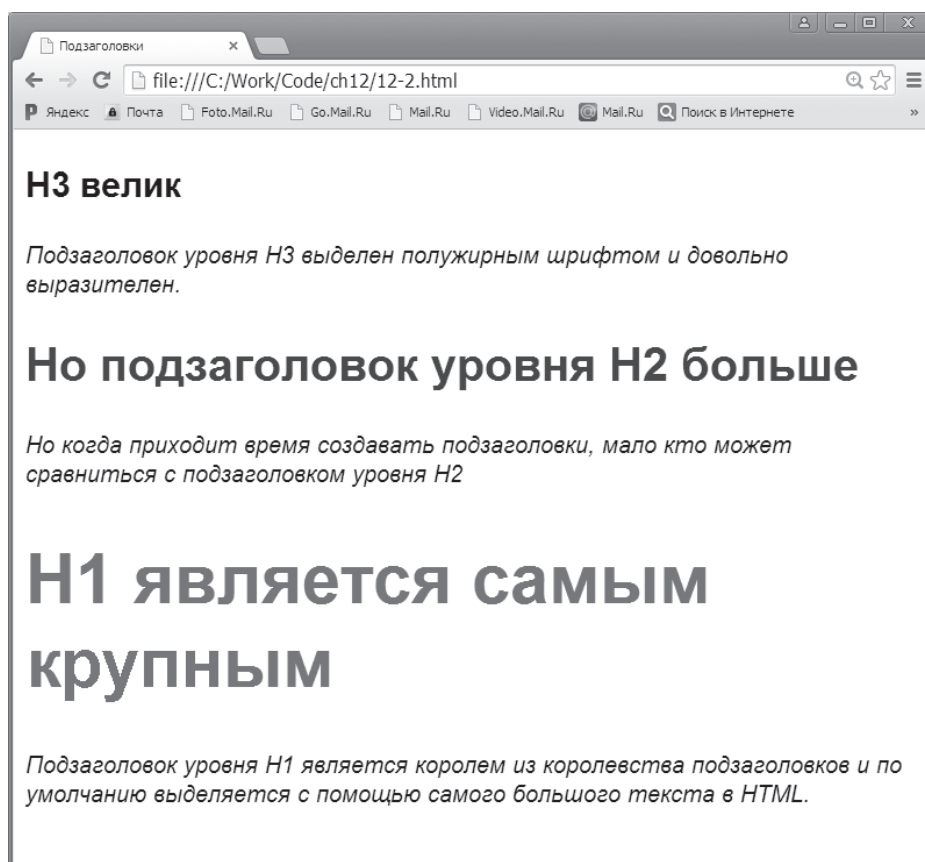 Подзаголовки
file:///C:/Work/Code/ch12/12-2.html
Яндекс Почта Foto.Mail.Ru Go.Mail.Ru Mail.Ru Video.Mail.Ru Mail.Ru Поиск в Интернете »
H3 велик
Подзаголовок уровня H3 выделен полужирным шрифтом и довольно
выразителен.
Но подзаголовок уровня H2 больше
Но когда приходит время создавать подзаголовки, мало кто может
сравниться с подзаголовком уровня H2
H1 является самым
крупным
Подзаголовок уровня H1 является королем из королевства подзаголовков и по
умолчанию выделяется с помощью самого большого текста в HTML.